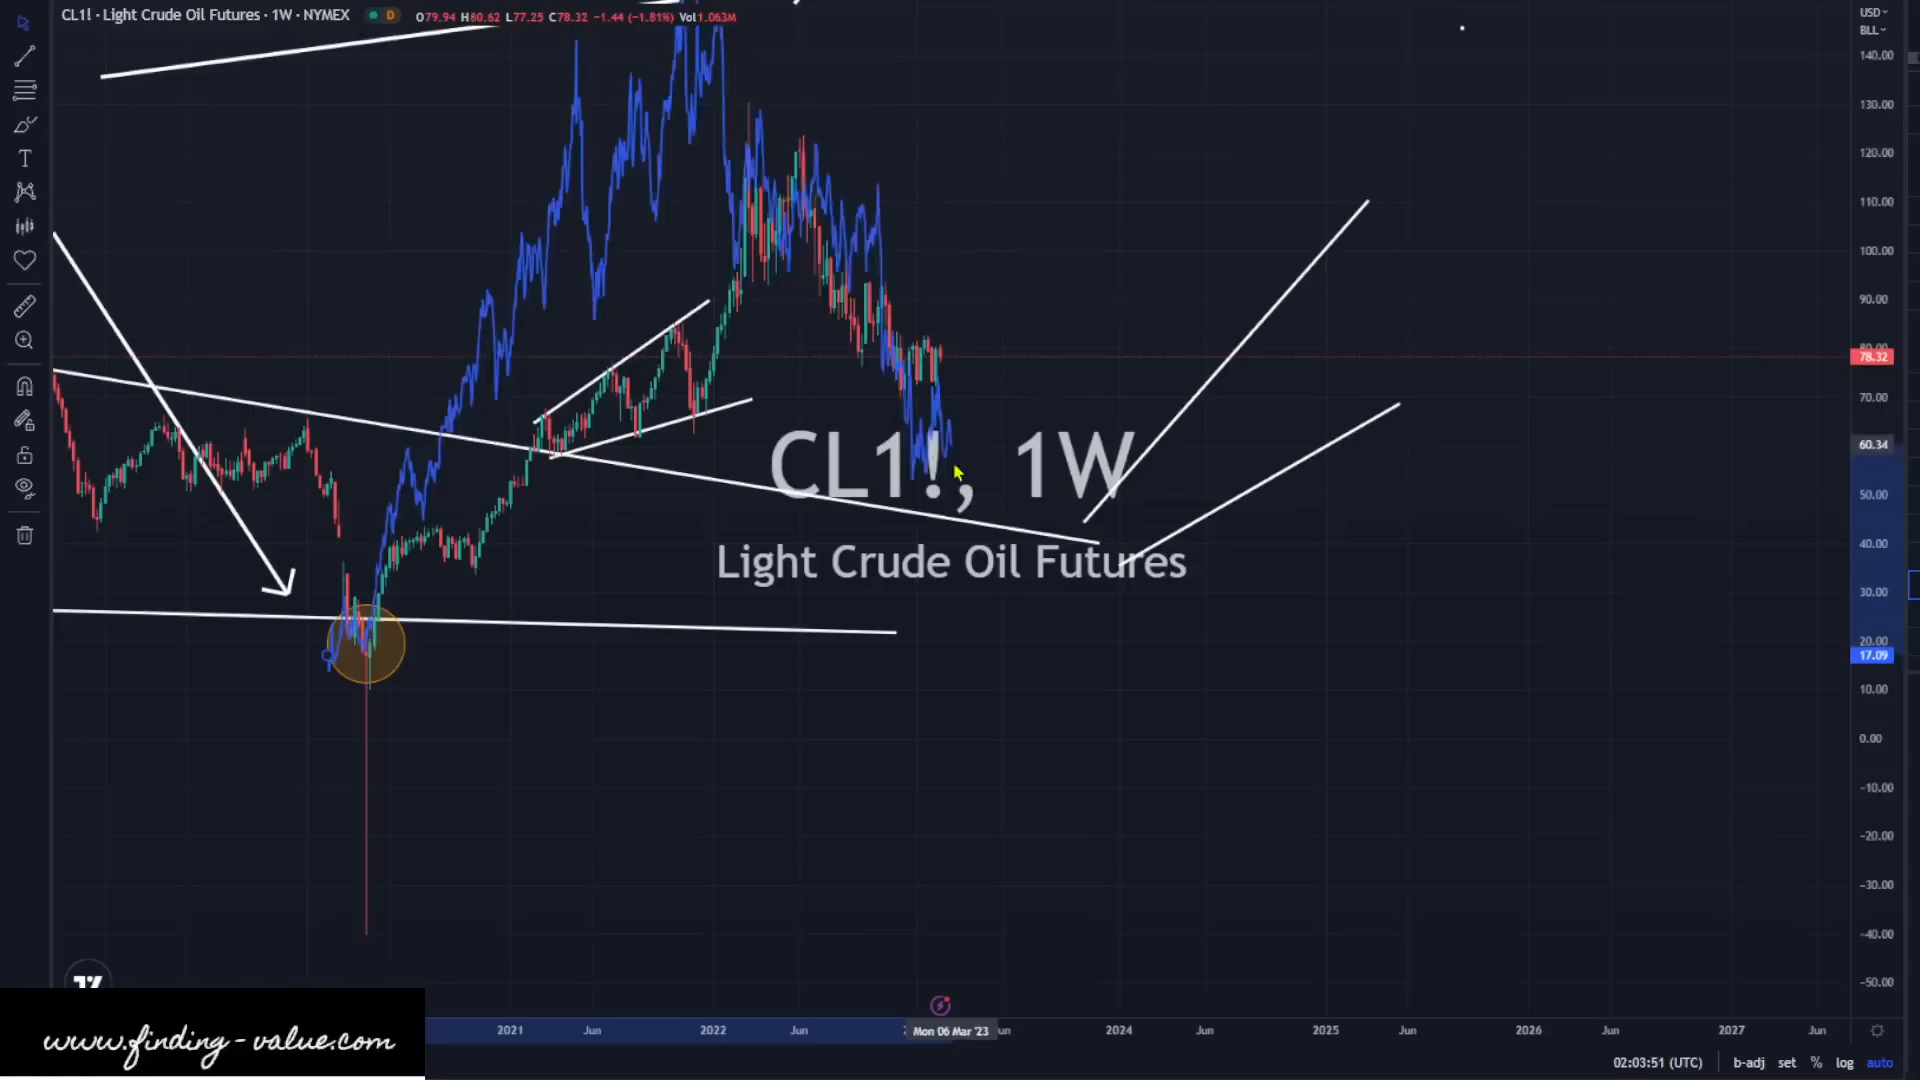 CL1! · Light Crude Oil Futures · 1W · NYMEX D O79.94 H80.62 L77.25 C78.32 −1.44 (−1.81%) Vol1.063M
USD
BLL
140.00
130.00
120.00
110.00
100.00
90.00
80.00
78.32
70.00
60.34
50.00
40.00
30.00
20.00
17.09
10.00
0.00
−10.00
−20.00
−30.00
−40.00
−50.00
CL1!, 1W
Light Crude Oil Futures
2021 Jun 2022 Jun Mon 06 Mar '23 2024 Jun 2025 Jun 2026 Jun 2027 Jun
www.finding-value.com
02:03:51 (UTC) b-adj set % log auto